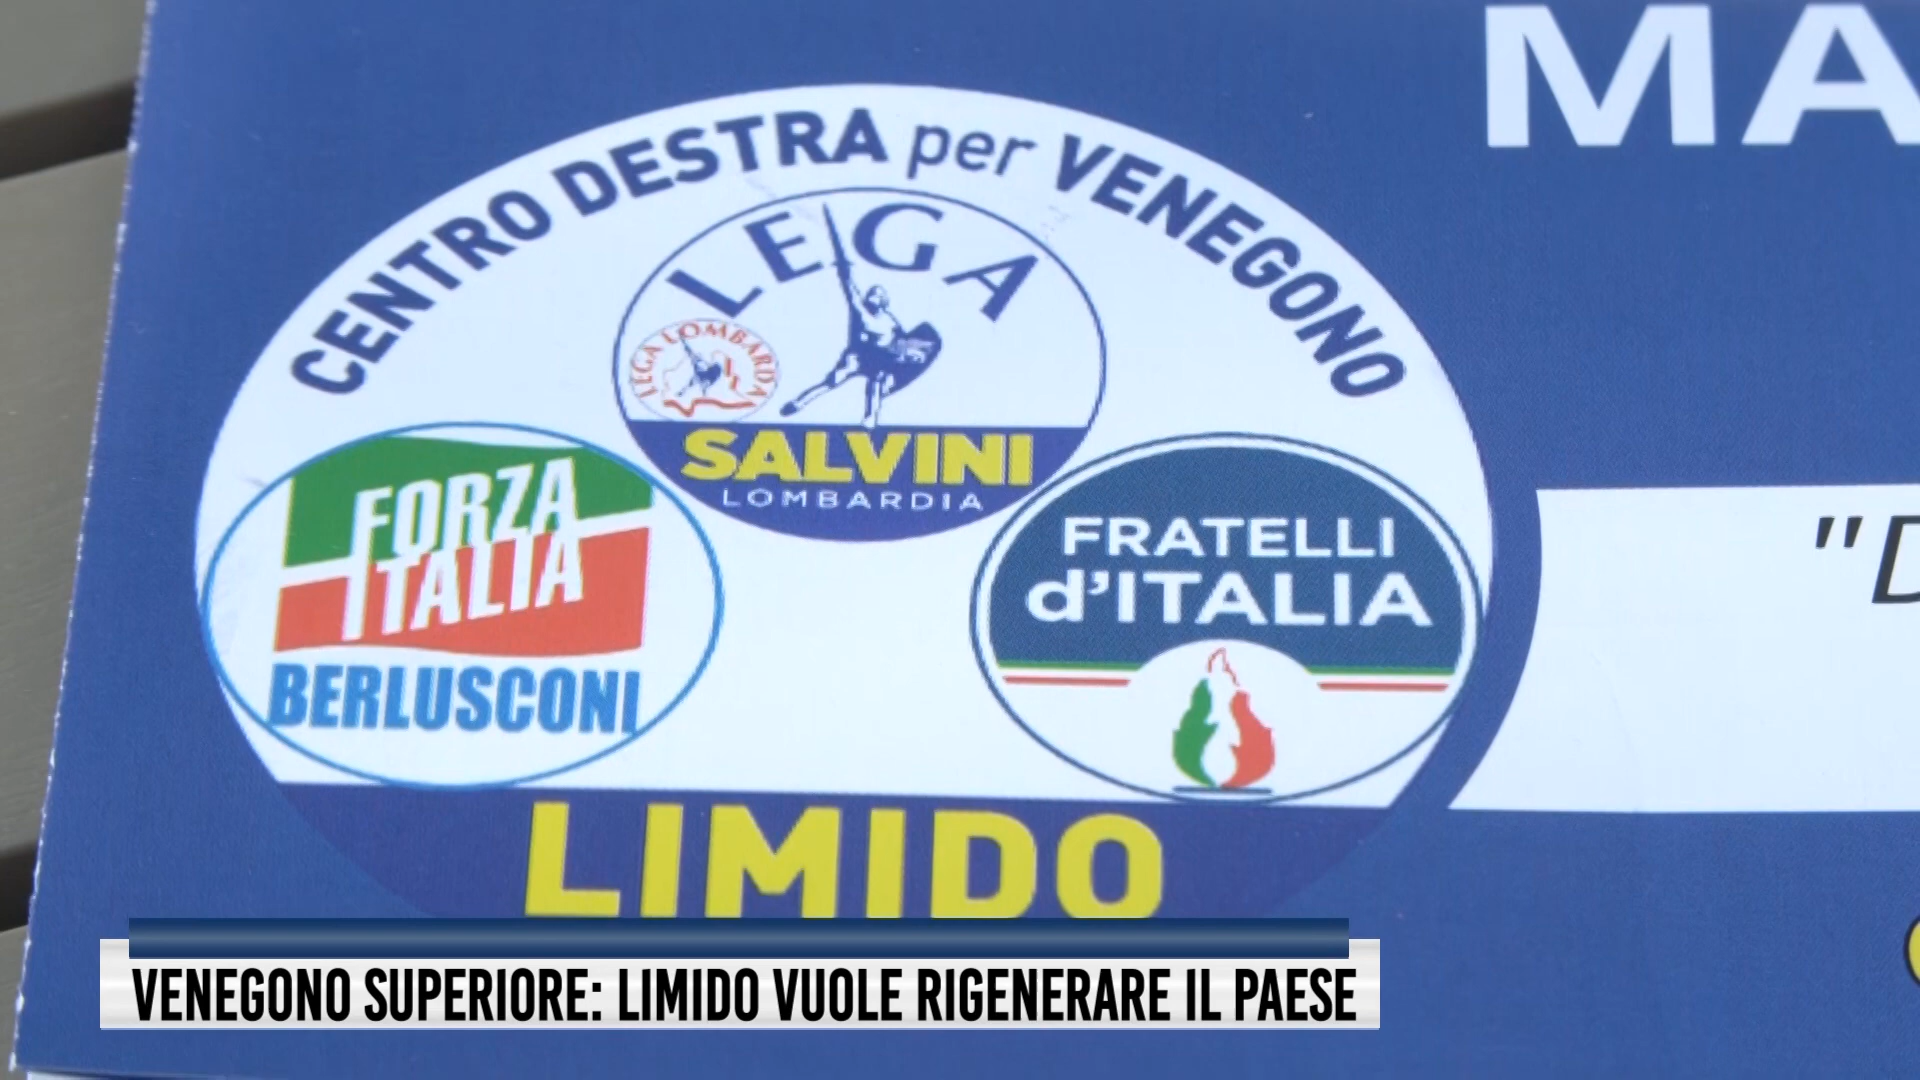 MA
CENTRO DESTRA per VENEGONO
LEGA
LEGA LOMBARDA
SALVINI
LOMBARDIA
FORZA
ITALIA
BERLUSCONI
FRATELLI
d'ITALIA
"D
LIMIDO
VENEGONO SUPERIORE: LIMIDO VUOLE RIGENERARE IL PAESE